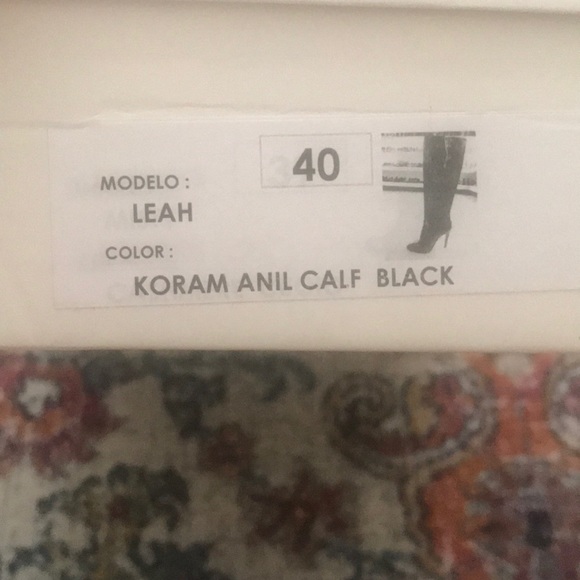 40
MODELO :
LEAH
COLOR :
KORAM ANIL CALF BLACK